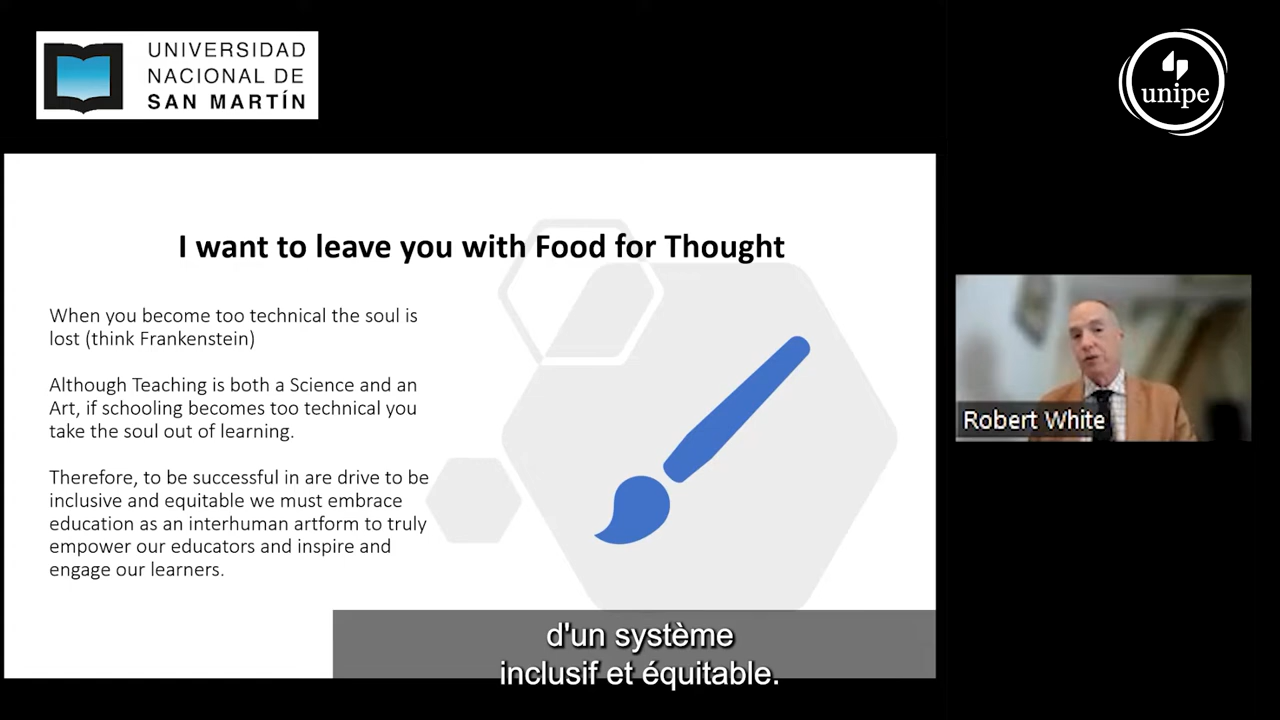 UNIVERSIDAD
NACIONAL DE
SAN MARTÍN
unipe
I want to leave you with Food for Thought
When you become too technical the soul is
lost (think Frankenstein)
Although Teaching is both a Science and an
Art, if schooling becomes too technical you
take the soul out of learning.
Therefore, to be successful in are drive to be
inclusive and equitable we must embrace
education as an interhuman artform to truly
empower our educators and inspire and
engage our learners.
Robert White
d'un système
inclusif et équitable.